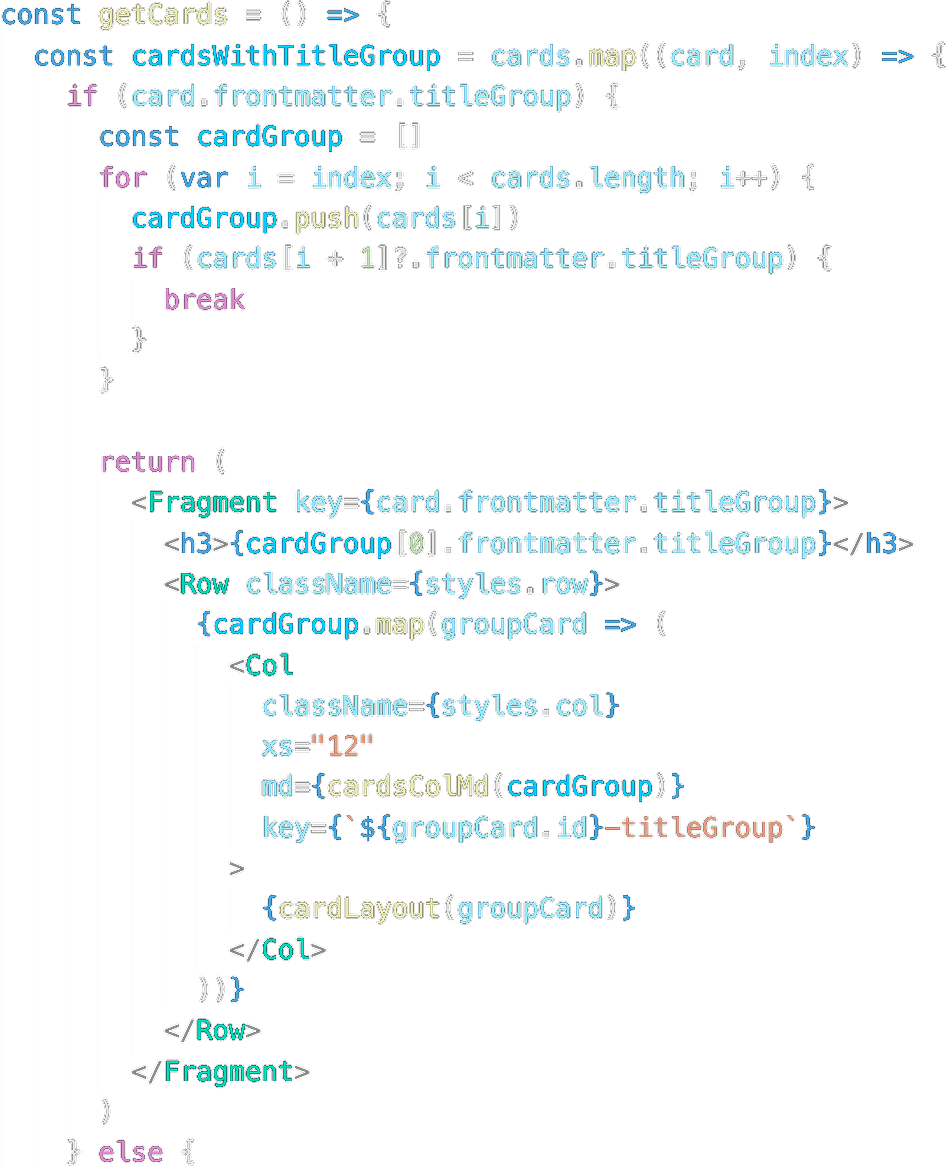 const getCards = () => {
  const cardsWithTitleGroup = cards.map((card, index) => {
    if (card.frontmatter.titleGroup) {
      const cardGroup = []
      for (var i = index; i < cards.length; i++) {
        cardGroup.push(cards[i])
        if (cards[i + 1]?.frontmatter.titleGroup) {
          break
        }
      }

      return (
        <Fragment key={card.frontmatter.titleGroup}>
          <h3>{cardGroup[0].frontmatter.titleGroup}</h3>
          <Row className={styles.row}>
            {cardGroup.map(groupCard => (
              <Col
                className={styles.col}
                xs="12"
                md={cardsColMd(cardGroup)}
                key={`${groupCard.id}-titleGroup`}
              >
                {cardLayout(groupCard)}
              </Col>
            ))}
          </Row>
        </Fragment>
      )
    } else {